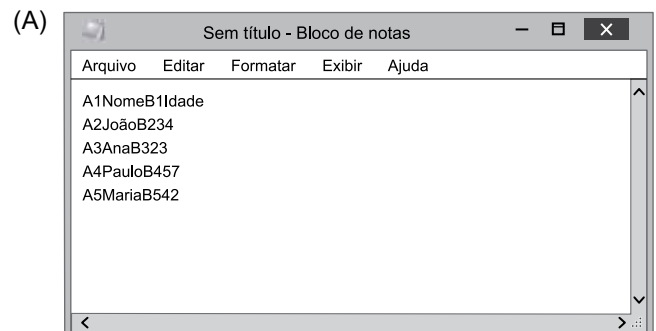 (A)
Sem título - Bloco de notas
Arquivo Editar Formatar Exibir Ajuda
A1NomeB1Idade
A2JoãoB234
A3AnaB323
A4PauloB457
A5MariaB542